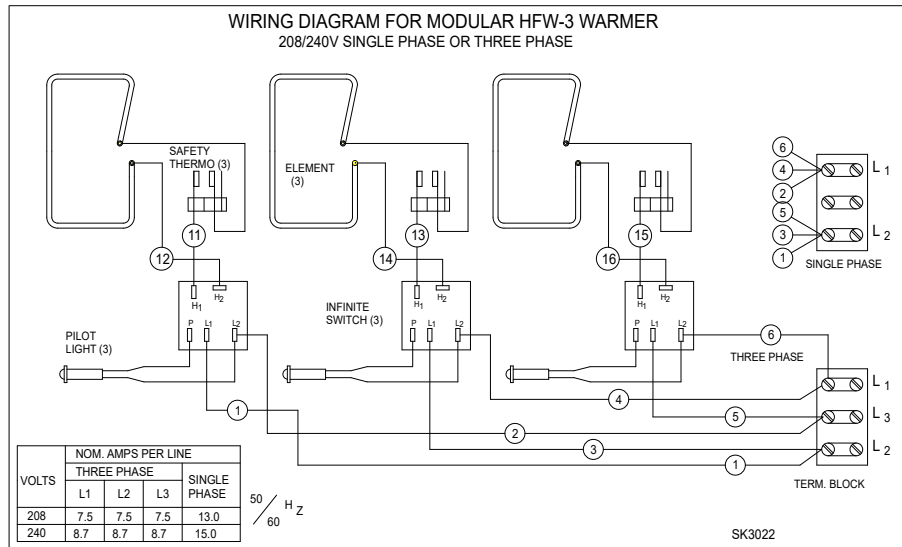 WIRING DIAGRAM FOR MODULAR HFW-3 WARMER
208/240V SINGLE PHASE OR THREE PHASE
SAFETY
THERMO (3)
ELEMENT
(3)
11
12
13
14
15
16
H1 H2
H1 H2
H1 H2
P L1 L2
P L1 L2
P L1 L2
INFINITE
SWITCH (3)
PILOT
LIGHT (3)
6
4
2
5
3
1
L 1
L 2
SINGLE PHASE
6
THREE PHASE
4
1
5
2
3
1
L 1
L 3
L 2
TERM. BLOCK
VOLTS NOM. AMPS PER LINE
THREE PHASE SINGLE PHASE
L1 L2 L3
208 7.5 7.5 7.5 13.0
240 8.7 8.7 8.7 15.0
50/60 HZ
SK3022